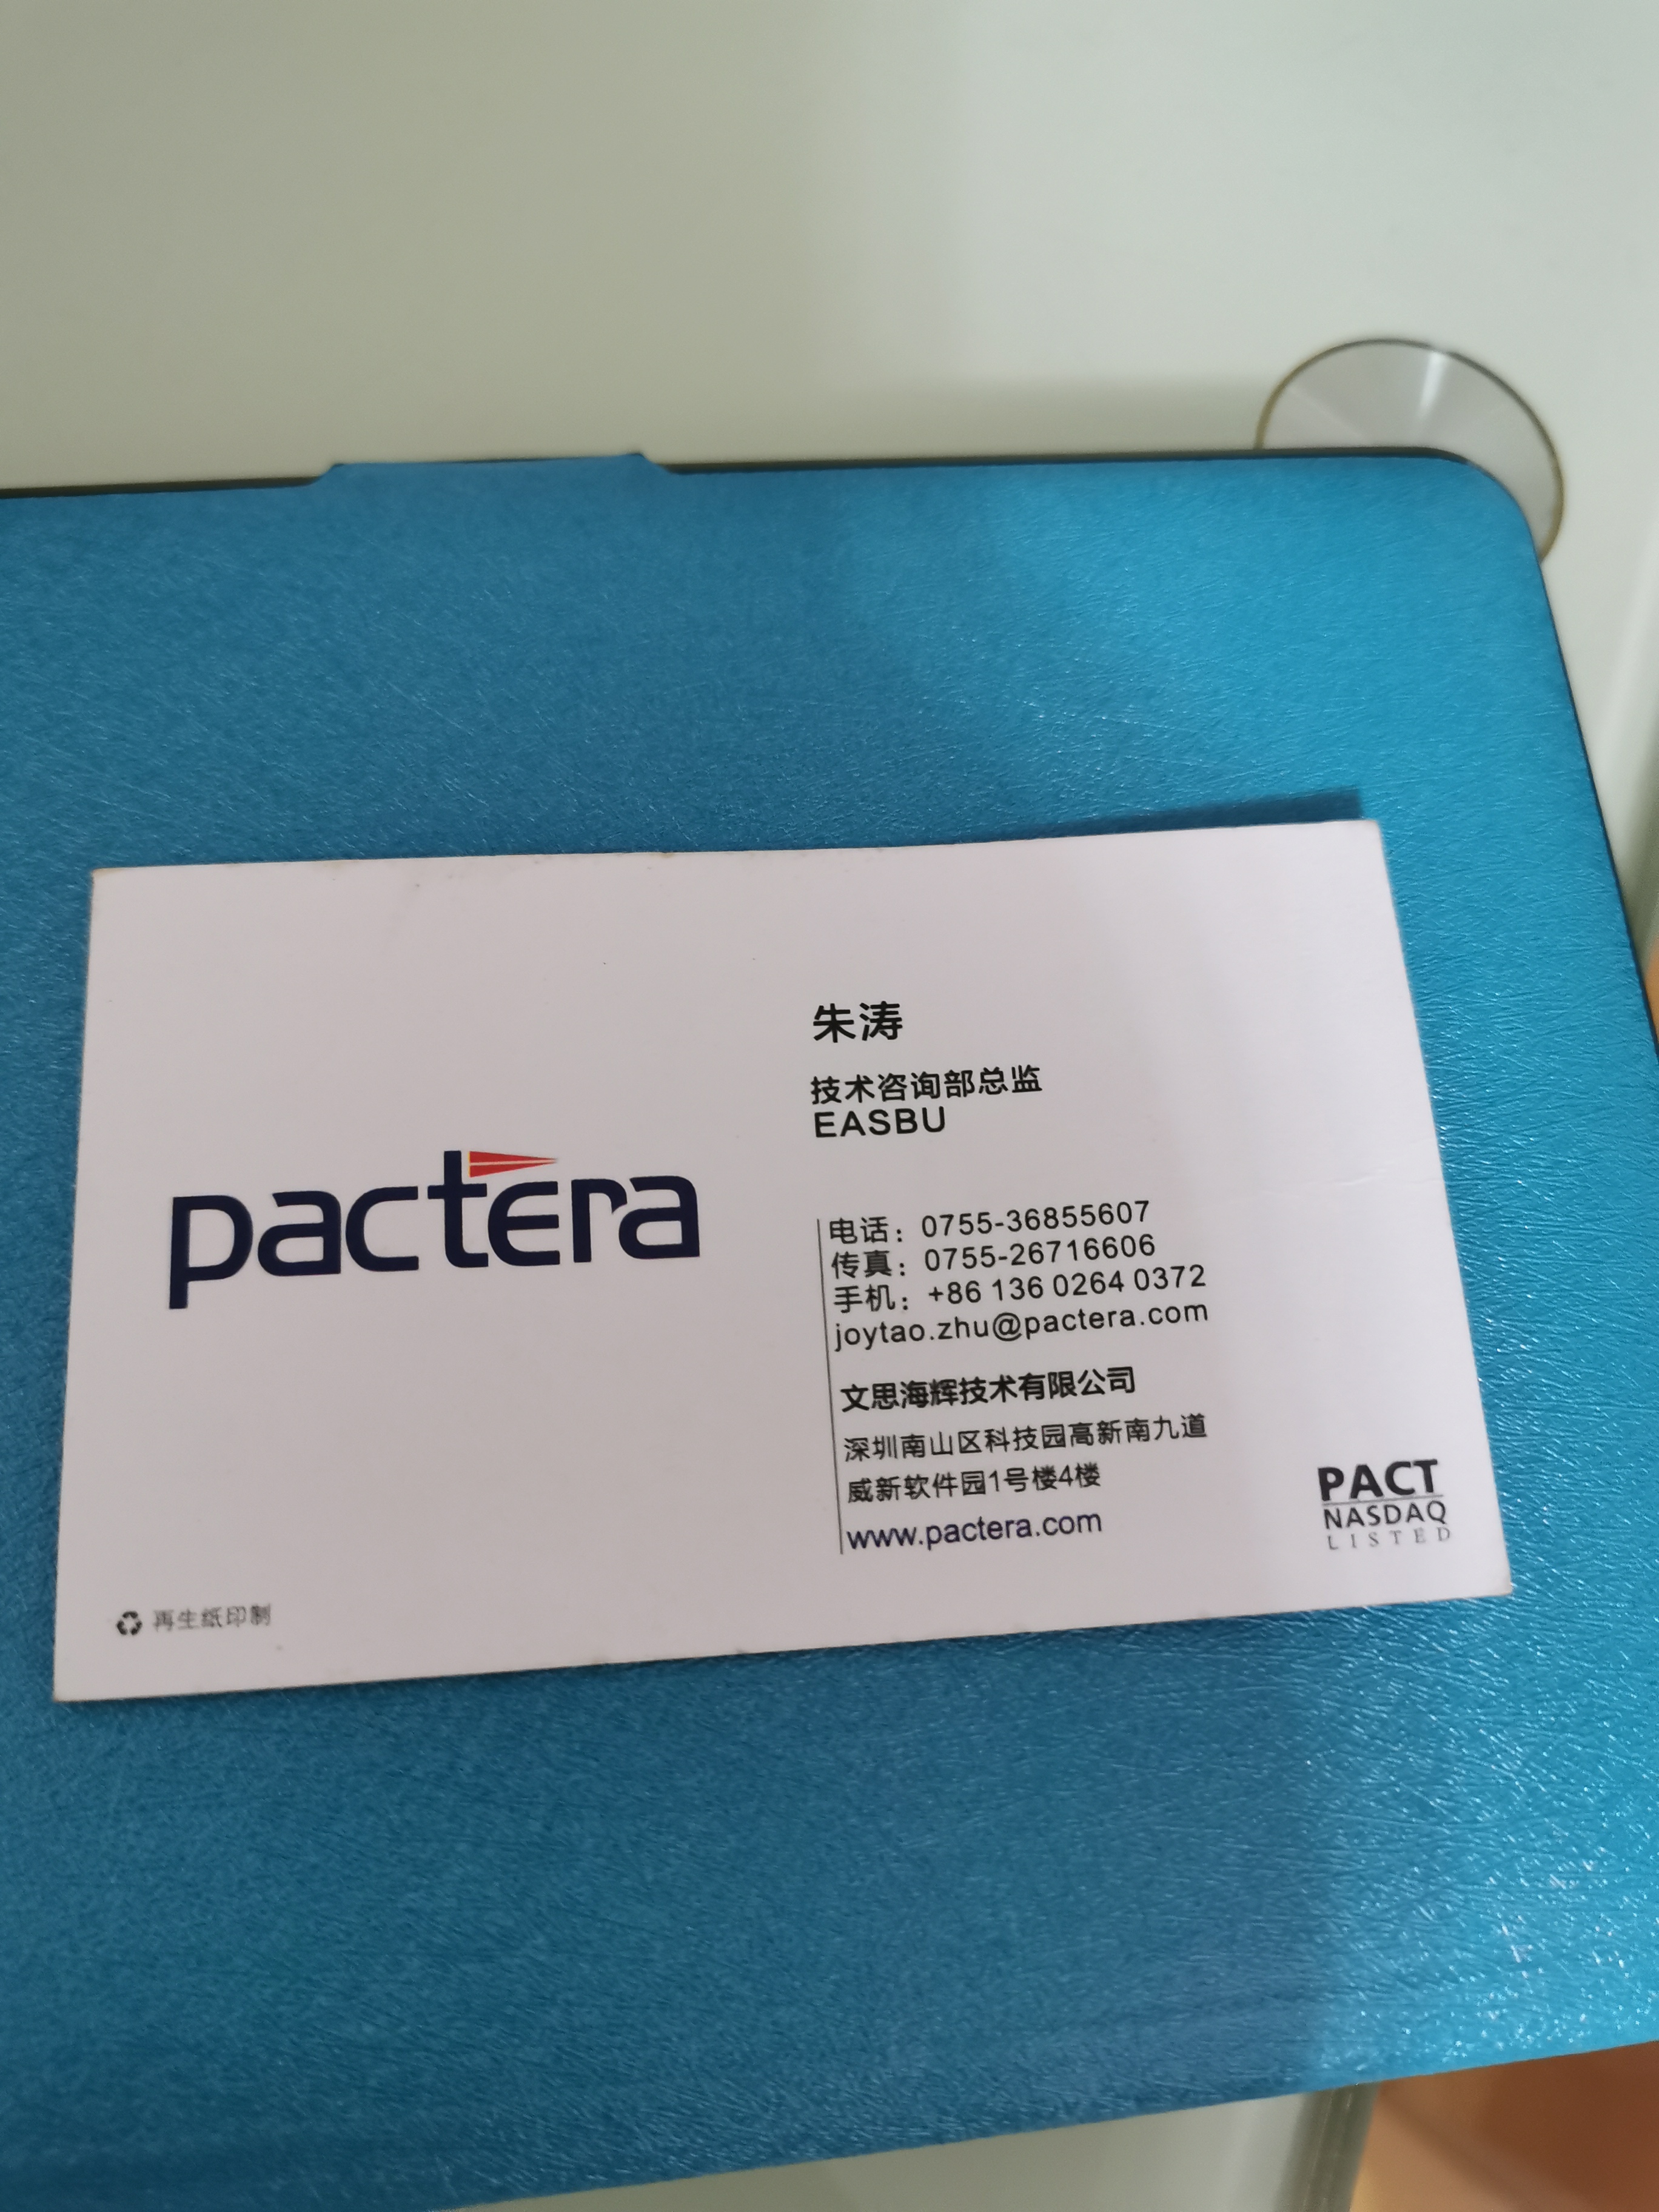 pactera
朱涛
技术咨询部总监
EASBU
电话：0755-36855607
传真：0755-26716606
手机：+86 136 0264 0372
joytao.zhu@pactera.com
文思海辉技术有限公司
深圳南山区科技园高新南九道
威新软件园1号楼4楼
www.pactera.com
PACT
NASDAQ
LISTED
再生纸印制